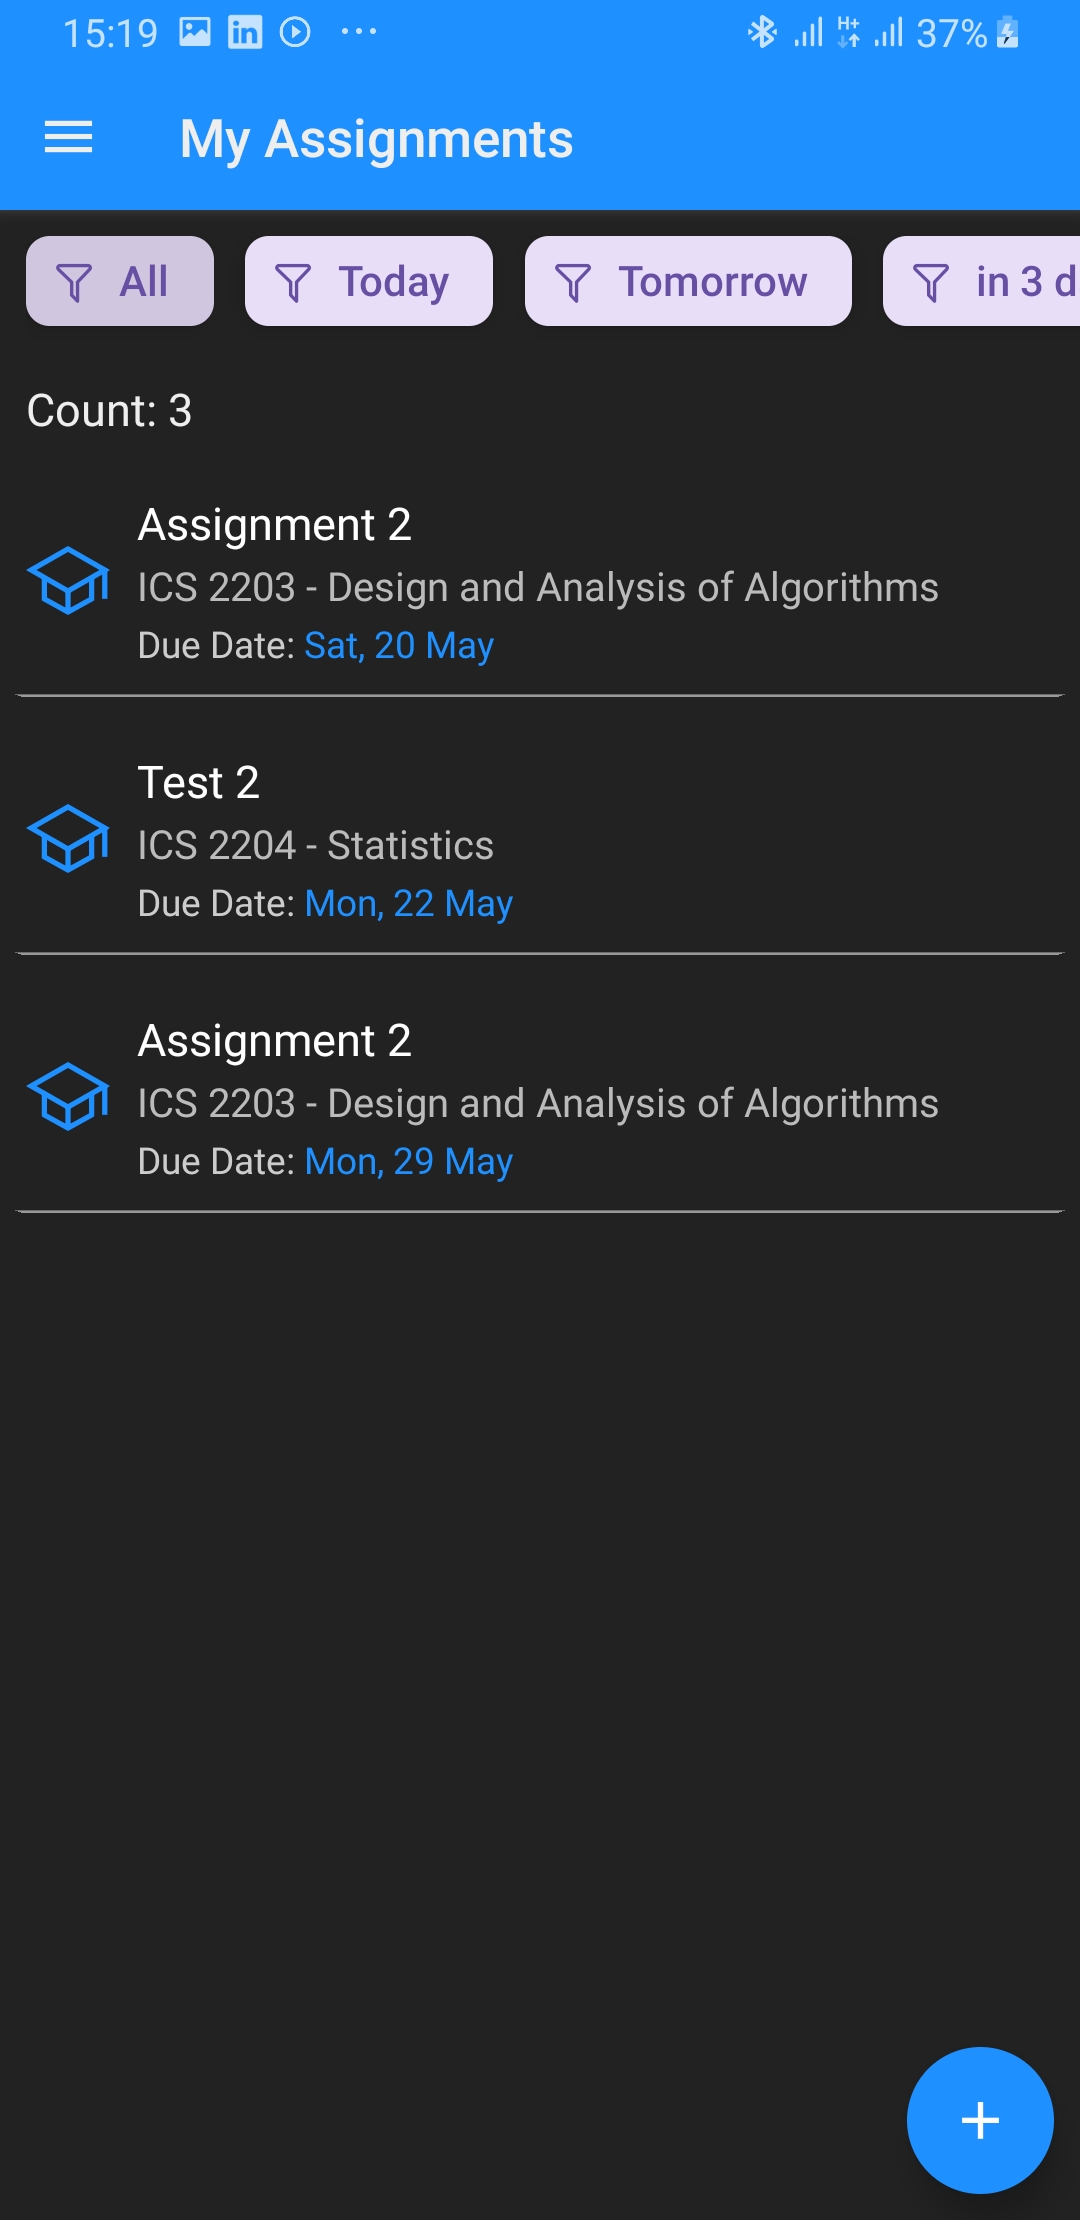 15:19 in ... H+ 37%
My Assignments
All Today Tomorrow in 3 d
Count: 3
Assignment 2
ICS 2203 - Design and Analysis of Algorithms
Due Date: Sat, 20 May
Test 2
ICS 2204 - Statistics
Due Date: Mon, 22 May
Assignment 2
ICS 2203 - Design and Analysis of Algorithms
Due Date: Mon, 29 May
+